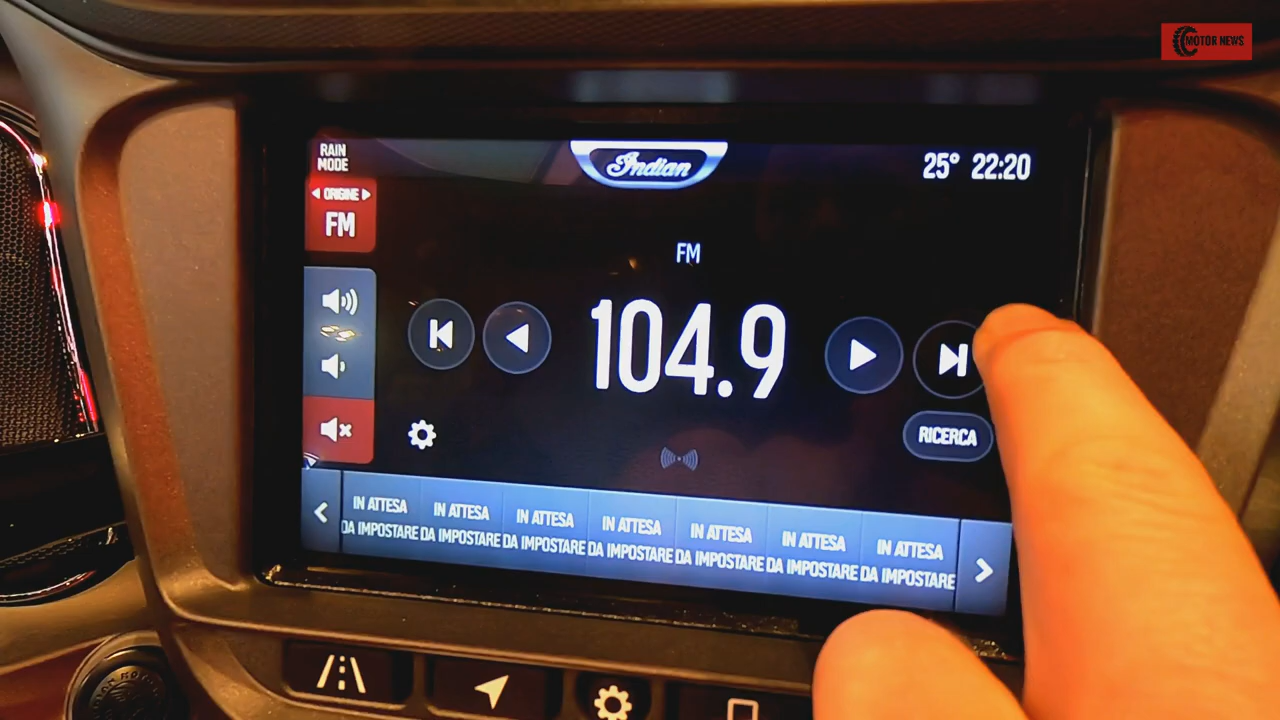 MOTOR NEWS
RAIN
MODE
Indian
25° 22:20
ORIGINE
FM
FM
104.9
RICERCA
IN ATTESA IN ATTESA IN ATTESA IN ATTESA IN ATTESA IN ATTESA IN ATTESA
DA IMPOSTARE DA IMPOSTARE DA IMPOSTARE DA IMPOSTARE DA IMPOSTARE DA IMPOSTARE DA IMPOSTARE